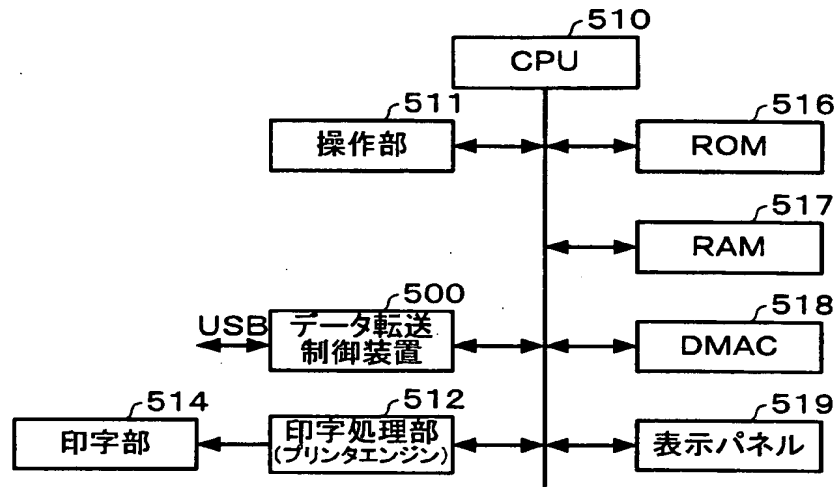 510
CPU
511
操作部
516
ROM
517
RAM
500
USB
データ転送
制御装置
518
DMAC
514
印字部
512
印字処理部
(プリンタエンジン)
519
表示パネル